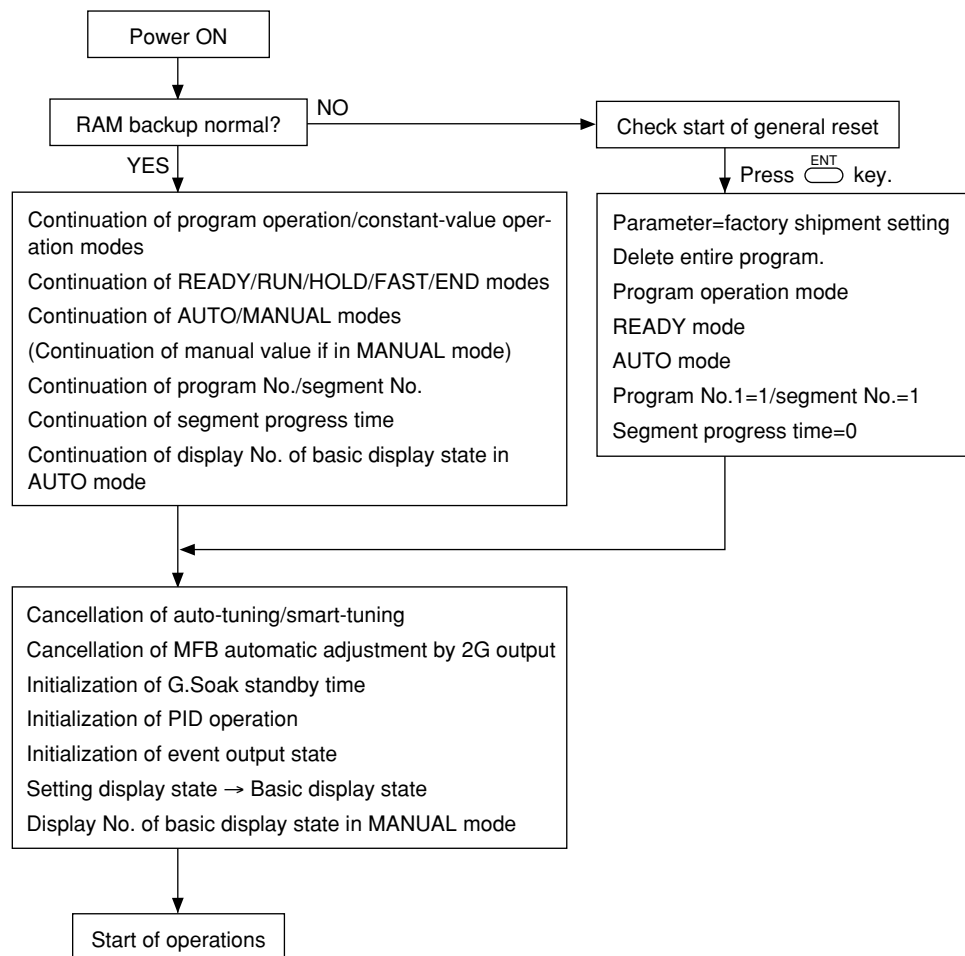 Power ON
RAM backup normal?
NO
YES
Check start of general reset
Press ENT key.
Continuation of program operation/constant-value oper-
ation modes
Continuation of READY/RUN/HOLD/FAST/END modes
Continuation of AUTO/MANUAL modes
(Continuation of manual value if in MANUAL mode)
Continuation of program No./segment No.
Continuation of segment progress time
Continuation of display No. of basic display state in
AUTO mode
Parameter=factory shipment setting
Delete entire program.
Program operation mode
READY mode
AUTO mode
Program No.1=1/segment No.=1
Segment progress time=0
Cancellation of auto-tuning/smart-tuning
Cancellation of MFB automatic adjustment by 2G output
Initialization of G.Soak standby time
Initialization of PID operation
Initialization of event output state
Setting display state → Basic display state
Display No. of basic display state in MANUAL mode
Start of operations